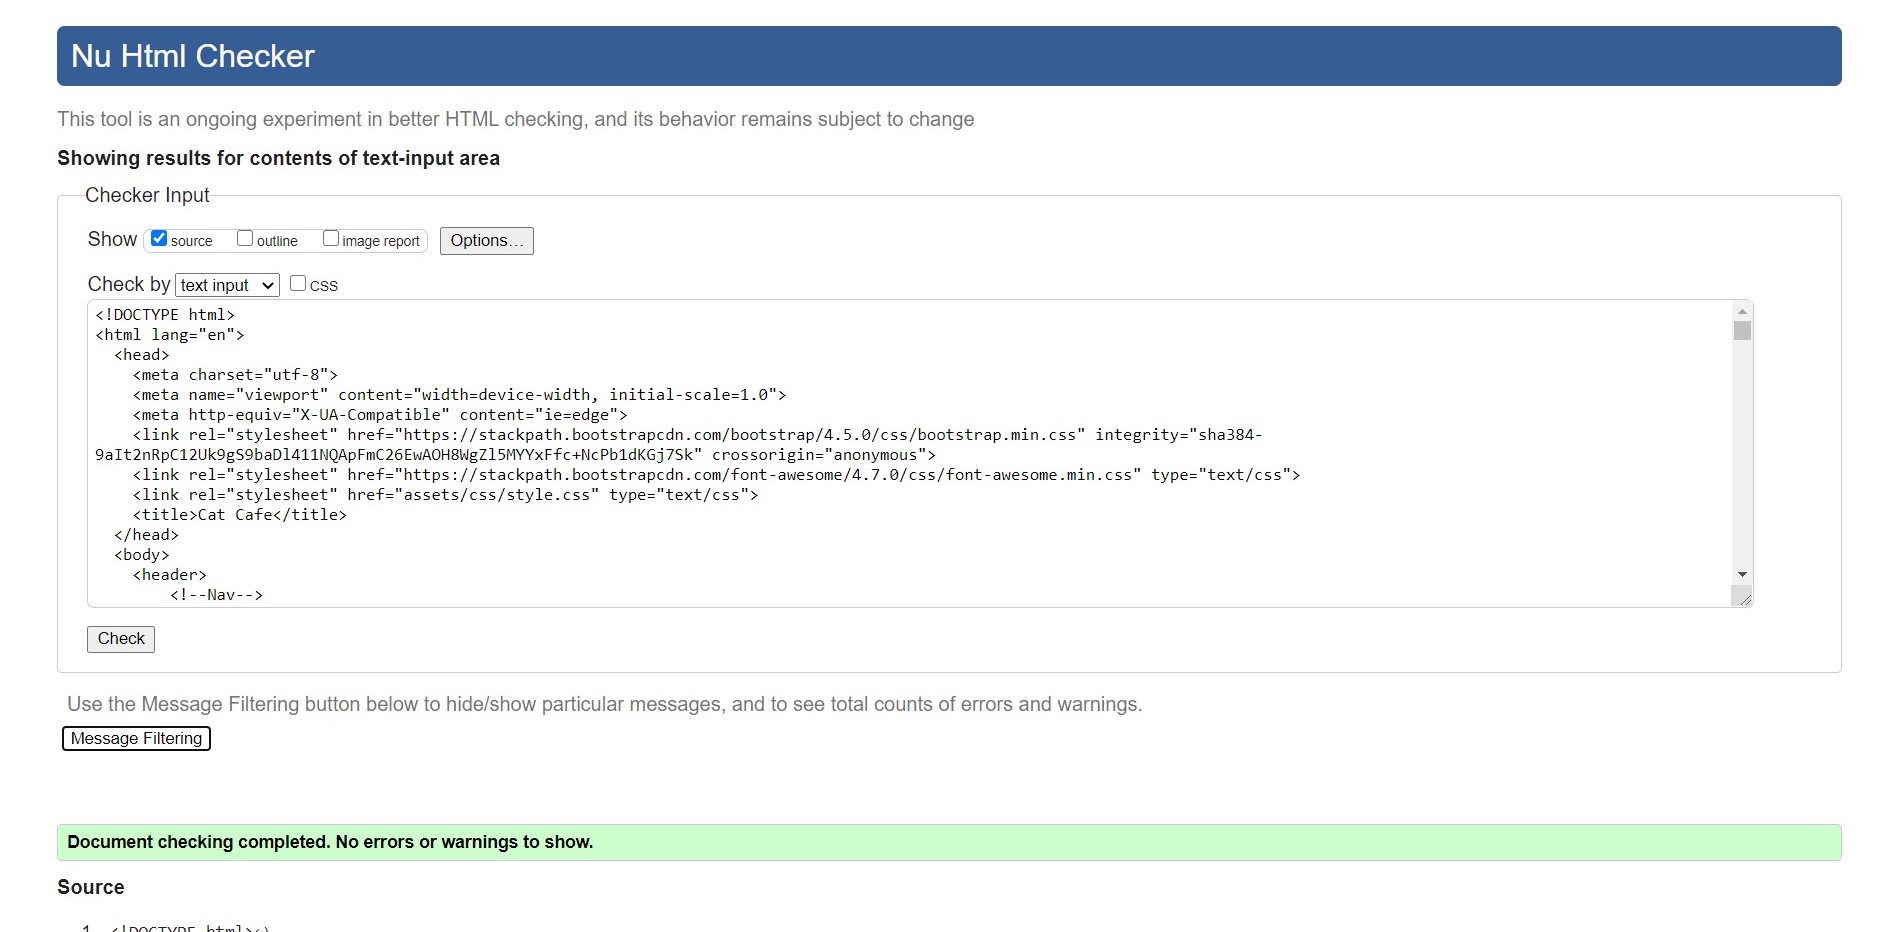 Nu Html Checker
This tool is an ongoing experiment in better HTML checking, and its behavior remains subject to change
Showing results for contents of text-input area
Checker Input
Show source outline image report Options...
Check by text input CSS
<!DOCTYPE html>
<html lang="en">
  <head>
    <meta charset="utf-8">
    <meta name="viewport" content="width=device-width, initial-scale=1.0">
    <meta http-equiv="X-UA-Compatible" content="ie=edge">
    <link rel="stylesheet" href="https://stackpath.bootstrapcdn.com/bootstrap/4.5.0/css/bootstrap.min.css" integrity="sha384-
9aIt2nRpC12Uk9gS9baDl411NQApFmC26EwAOH8WgZl5MYYxFfc+NcPb1dKGj7Sk" crossorigin="anonymous">
    <link rel="stylesheet" href="https://stackpath.bootstrapcdn.com/font-awesome/4.7.0/css/font-awesome.min.css" type="text/css">
    <link rel="stylesheet" href="assets/css/style.css" type="text/css">
    <title>Cat Cafe</title>
  </head>
  <body>
    <header>
        <!--Nav-->
Check
Use the Message Filtering button below to hide/show particular messages, and to see total counts of errors and warnings.
Message Filtering
Document checking completed. No errors or warnings to show.
Source
1 <!DOCTYPE html>